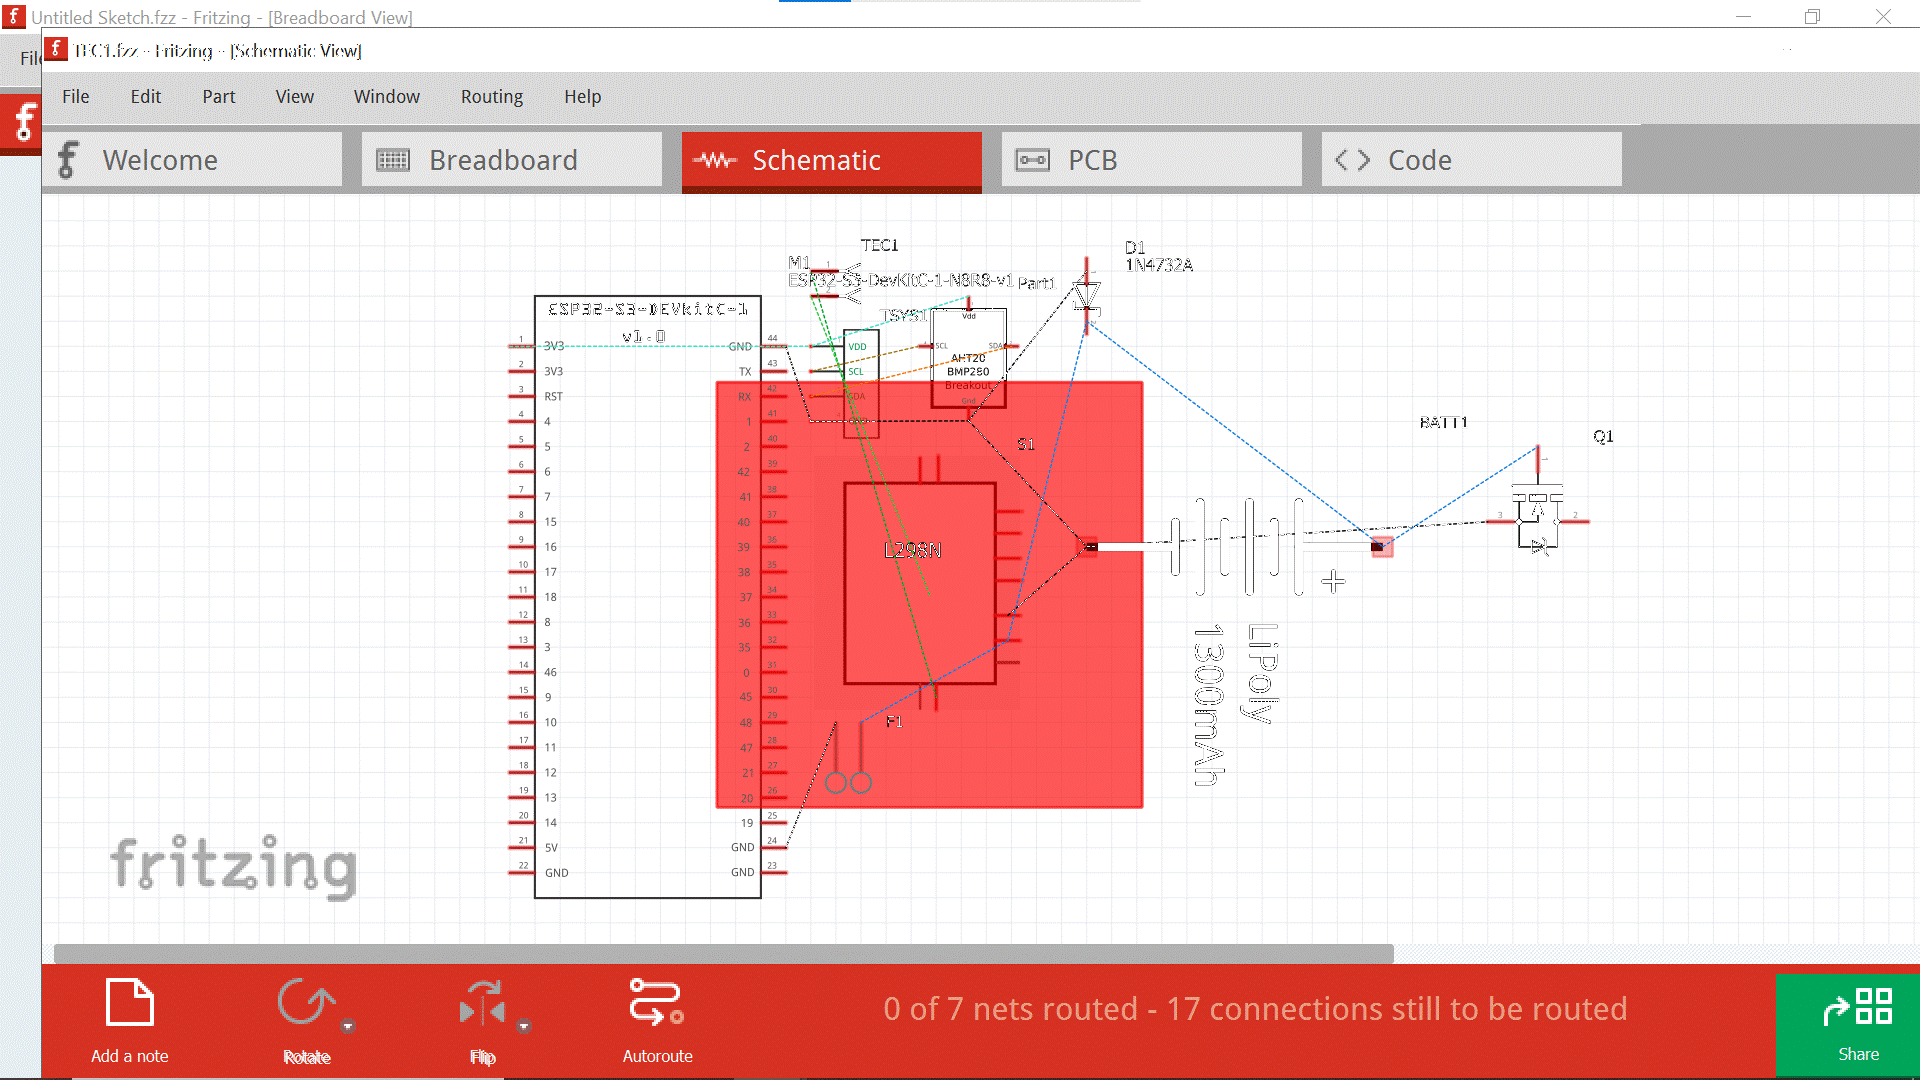 Untitled Sketch.fzz - Fritzing - [Breadboard View]
File
TEC1.fzz - Fritzing - [Schematic View]
File Edit Part View Window Routing Help
Welcome Breadboard Schematic PCB Code
TEC1
M1
ESP32-S3-DevKitC-1-N8R8-v1
Part1
D1
1N4732A
TSYS1
ESP32-S3-DEVkitC-1
v1.0
1 3V3 GND 44
2 3V3 TX 43
3 RST RX 42
4 4 1 41
5 5 2 40
6 6 42 39
7 7 41 38
8 15 40 37
9 16 39 36
10 17 38 35
11 18 37 34
12 8 36 33
13 3 35 32
14 46 0 31
15 9 45 30
16 10 48 29
17 11 47 28
18 12 21 27
19 13 20 26
20 14 19 25
21 5V GND 24
22 GND GND 23
1
2
VDD
SCL
SDA
Vdd
SCL SDA
AHT20
BMP280
Breakout
Gnd
S1
L298N
F1
BATT1
+
LiPoly
1300mAh
Q1
1
3 2
fritzing
0 of 7 nets routed - 17 connections still to be routed
Add a note Rotate Flip Autoroute Share